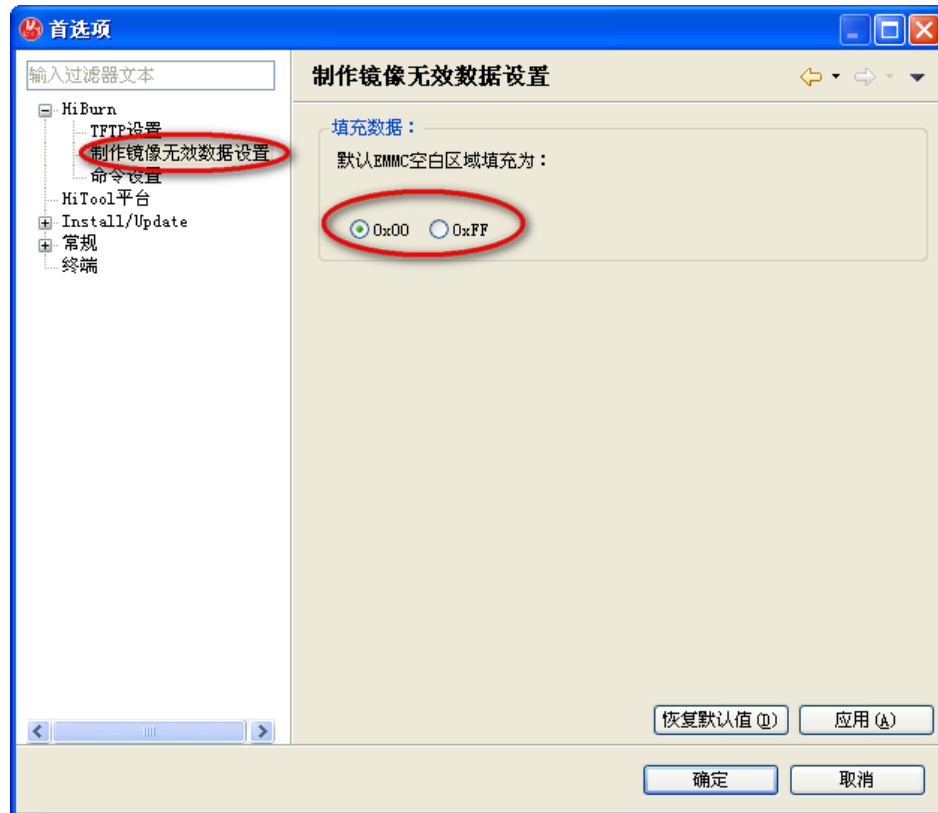 首选项
输入过滤器文本
HiBurn
TFTP设置
制作镜像无效数据设置
命令设置
HiTool平台
Install/Update
常规
终端
制作镜像无效数据设置
填充数据：
默认EMMC空白区域填充为：
0x00 0xFF
恢复默认值(D) 应用(A)
确定 取消